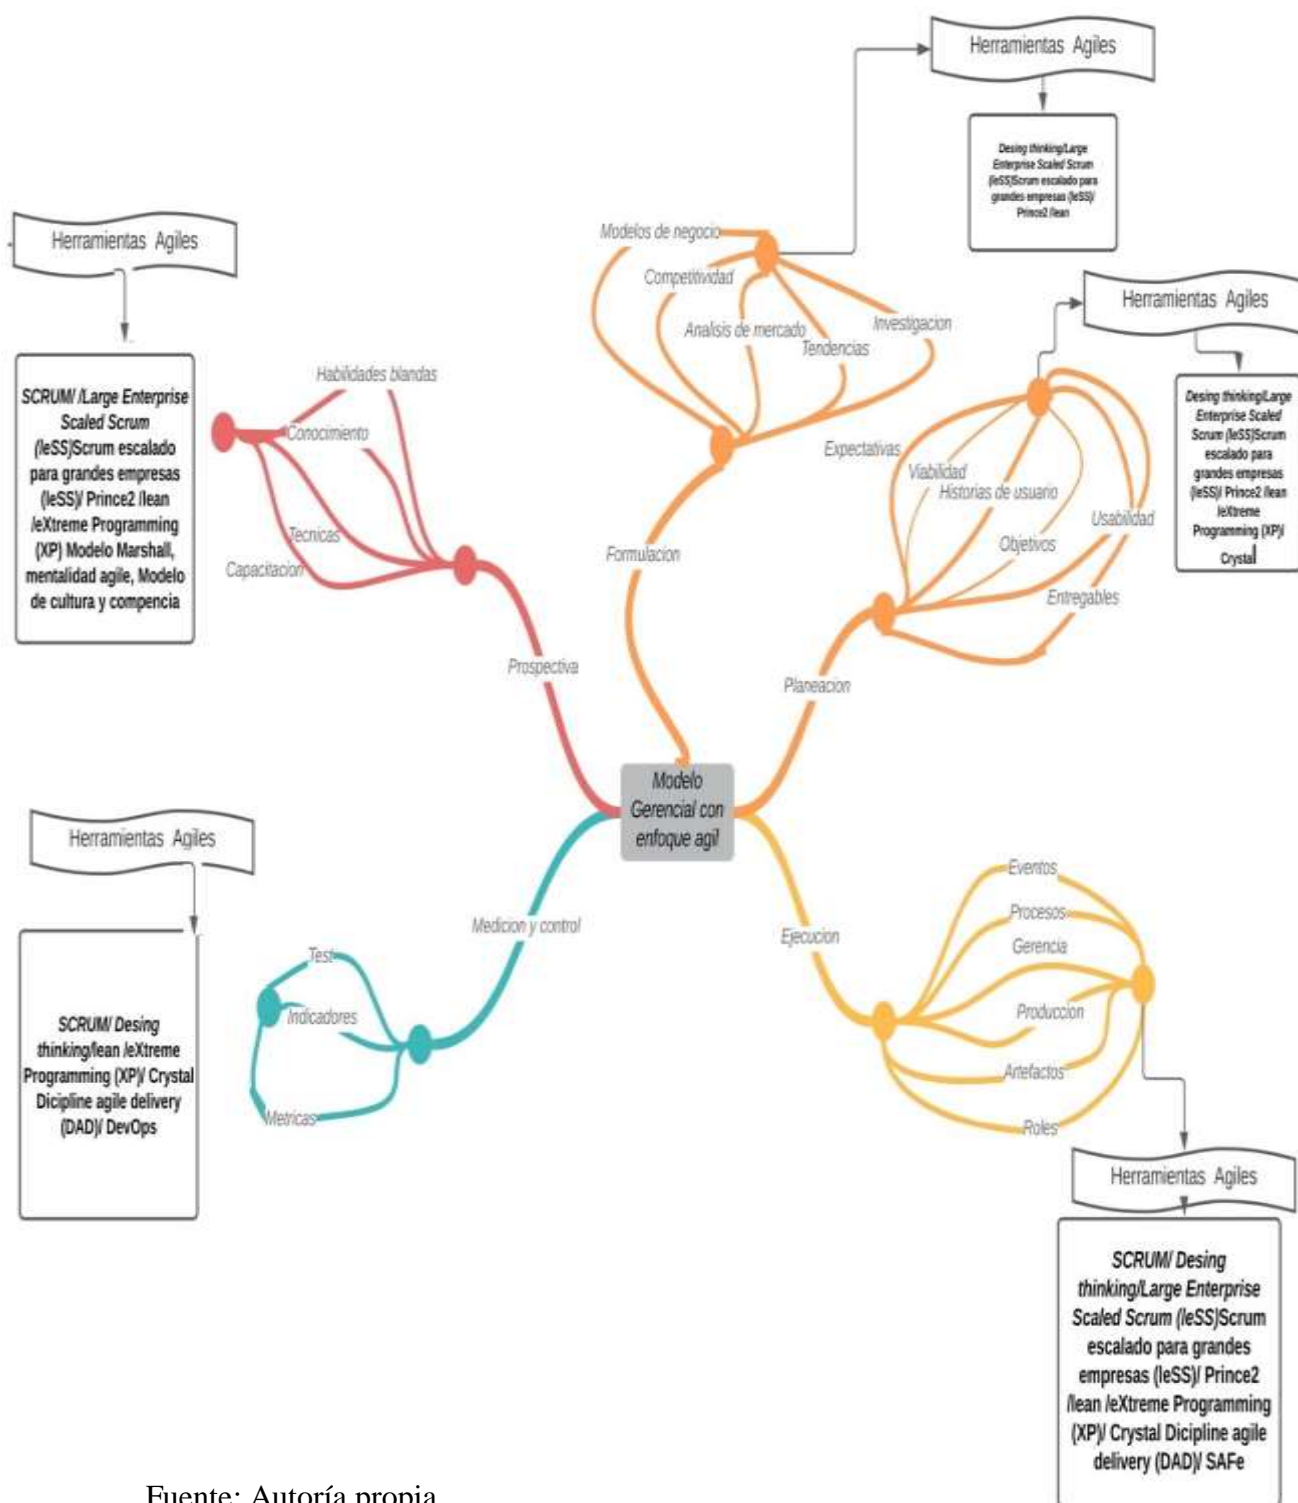 Herramientas Agiles
Desing thinking/Large
Enterprise Scaled Scrum
(leSS)Scrum escalado para
grandes empresas (leSS)/
Prince2 /lean
Herramientas Agiles
SCRUM/ /Large Enterprise
Scaled Scrum
(leSS)Scrum escalado
para grandes empresas
(leSS)/ Prince2 /lean
/eXtreme Programming
(XP) Modelo Marshall,
mentalidad agile, Modelo
de cultura y compencia
Modelos de negocio
Competitividad
Analisis de mercado
Tendencias
Investigacion
Formulacion
Herramientas Agiles
Desing thinking/Large
Enterprise Scaled
Scrum (leSS)Scrum
escalado para
grandes empresas
(leSS)/ Prince2 /lean
/eXtreme
Programming (XP)/
Crystal
Habilidades blandas
Conocimiento
Tecnicas
Capacitacion
Prospectiva
Expectativas
Viabilidad
Historias de usuario
Objetivos
Usabilidad
Entregables
Planeacion
Modelo
Gerencial con
enfoque agil
Herramientas Agiles
SCRUM/ Desing
thinking/lean /eXtreme
Programming (XP)/ Crystal
Dicipline agile delivery
(DAD)/ DevOps
Medicion y control
Test
Indicadores
Metricas
Ejecucion
Eventos
Procesos
Gerencia
Produccion
Artefactos
Roles
Herramientas Agiles
SCRUM/ Desing
thinking/Large Enterprise
Scaled Scrum (leSS)Scrum
escalado para grandes
empresas (leSS)/ Prince2
/lean /eXtreme Programming
(XP)/ Crystal Dicipline agile
delivery (DAD)/ SAFe
Fuente: Autoría propia